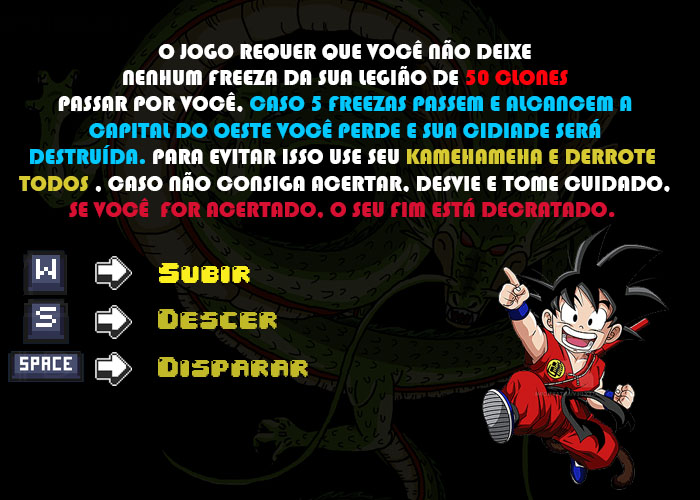 O JOGO REQUER QUE VOCÊ NÃO DEIXE
NENHUM FREEZA DA SUA LEGIÃO DE 50 CLONES
PASSAR POR VOCÊ, CASO 5 FREEZAS PASSEM E ALCANCEM A
CAPITAL DO OESTE VOCÊ PERDE E SUA CIDIADE SERÁ
DESTRUÍDA. PARA EVITAR ISSO USE SEU KAMEHAMEHA E DERROTE
TODOS , CASO NÃO CONSIGA ACERTAR, DESVIE E TOME CUIDADO,
SE VOCÊ FOR ACERTADO, O SEU FIM ESTÁ DECRATADO.
W SUBIR
S DESCER
SPACE DISPARAR